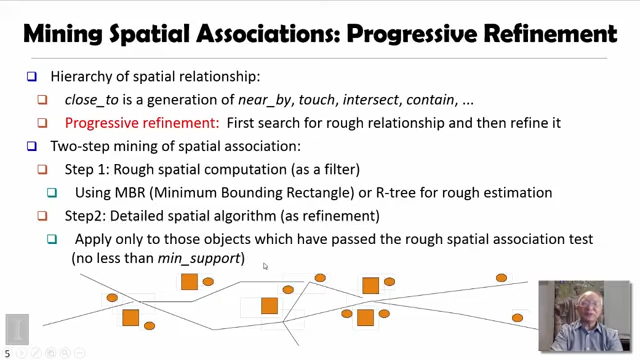 Mining Spatial Associations: Progressive Refinement
Hierarchy of spatial relationship:
close_to is a generation of near_by, touch, intersect, contain, ...
Progressive refinement: First search for rough relationship and then refine it
Two-step mining of spatial association:
Step 1: Rough spatial computation (as a filter)
Using MBR (Minimum Bounding Rectangle) or R-tree for rough estimation
Step2: Detailed spatial algorithm (as refinement)
Apply only to those objects which have passed the rough spatial association test
(no less than min_support)
5